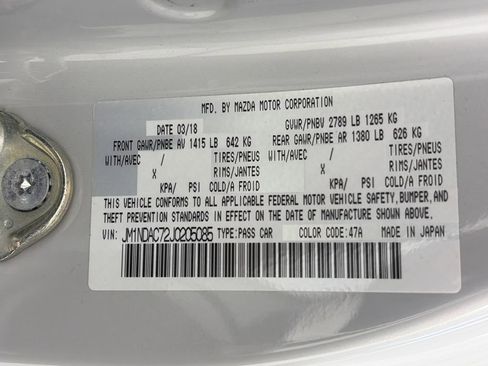 MFD. BY MAZDA MOTOR CORPORATION
DATE 03/18 GVWR/PNBV 2789 LB 1265 KG
FRONT GAWR/PNBE AV 1415 LB 642 KG REAR GAWR/PNBE AR 1380 LB 626 KG
WITH/AVEC / TIRES/PNEUS WITH/AVEC / TIRES/PNEUS
X RIMS/JANTES X RIMS/JANTES
KPA/ PSI COLD/A FROID KPA/ PSI COLD/A FROID
THIS VEHICLE CONFORMS TO ALL APPLICABLE FEDERAL MOTOR VEHICLE SAFETY, BUMPER, AND
THEFT PREVENTION STANDARDS IN EFFECT ON THE DATE OF MANUFACTURE SHOWN ABOVE.
VIN: JM1NDAC72J0205085 TYPE: PASS CAR COLOR CODE: 47A MADE IN JAPAN